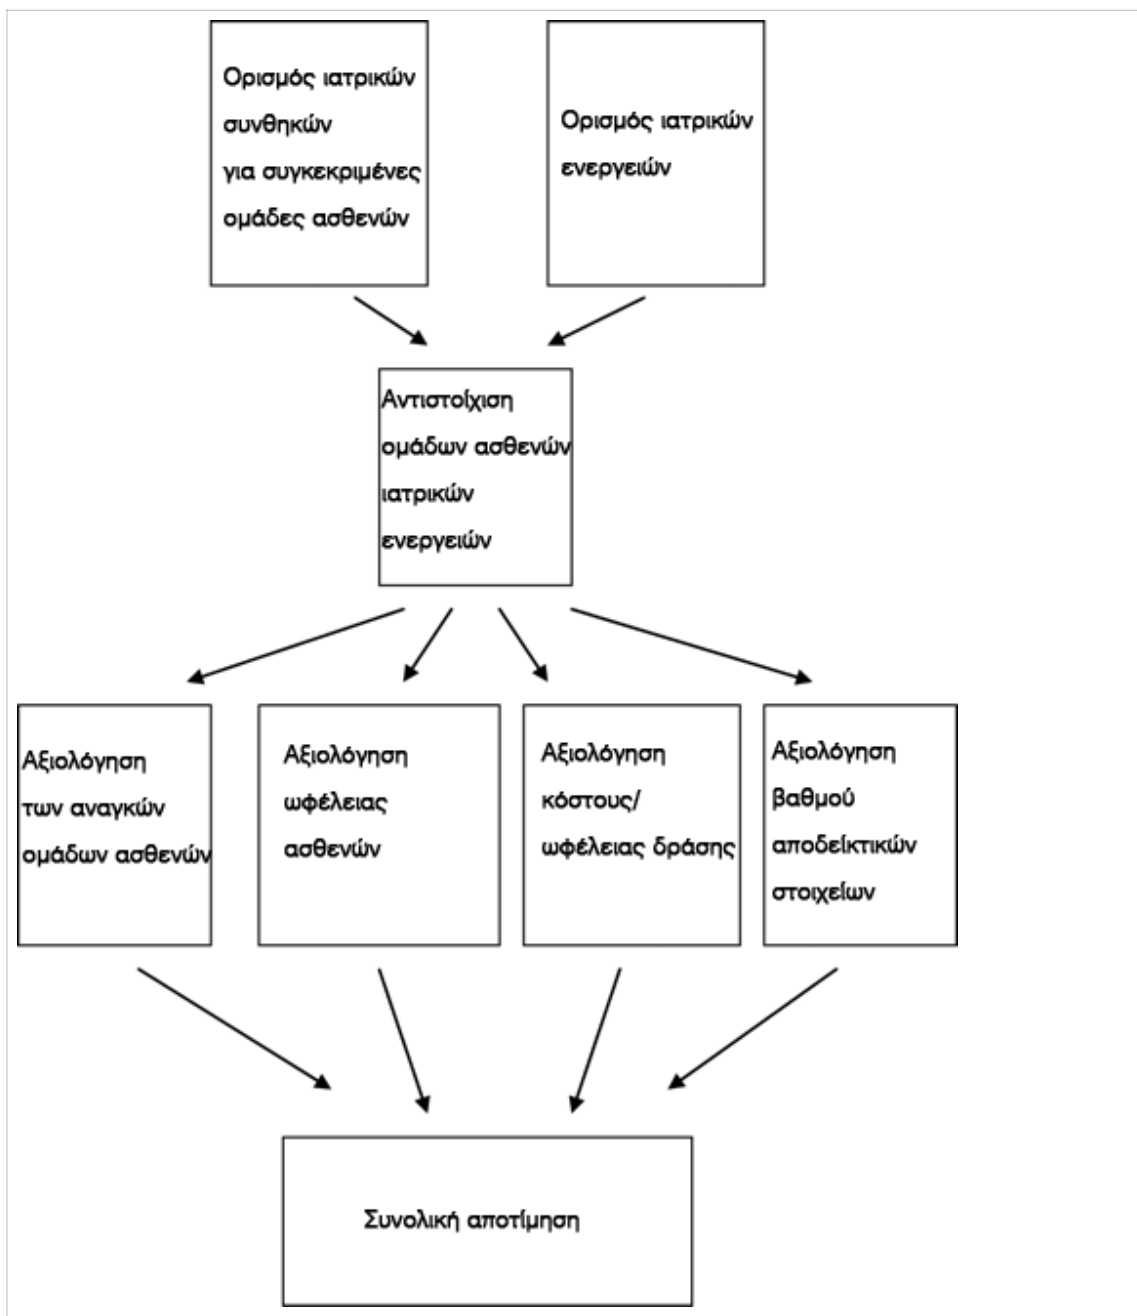 Ορισμός ιατρικών
συνθηκών
για συγκεκριμένες
ομάδες ασθενών
Ορισμός ιατρικών
ενεργειών
Αντιστοίχιση
ομάδων ασθενών
ιατρικών
ενεργειών
Αξιολόγηση
των αναγκών
ομάδων ασθενών
Αξιολόγηση
ωφέλειας
ασθενών
Αξιολόγηση
κόστους/
ωφέλειας δράσης
Αξιολόγηση
βαθμού
αποδείκτικών
στοιχείων
Συνολική αποτίμηση